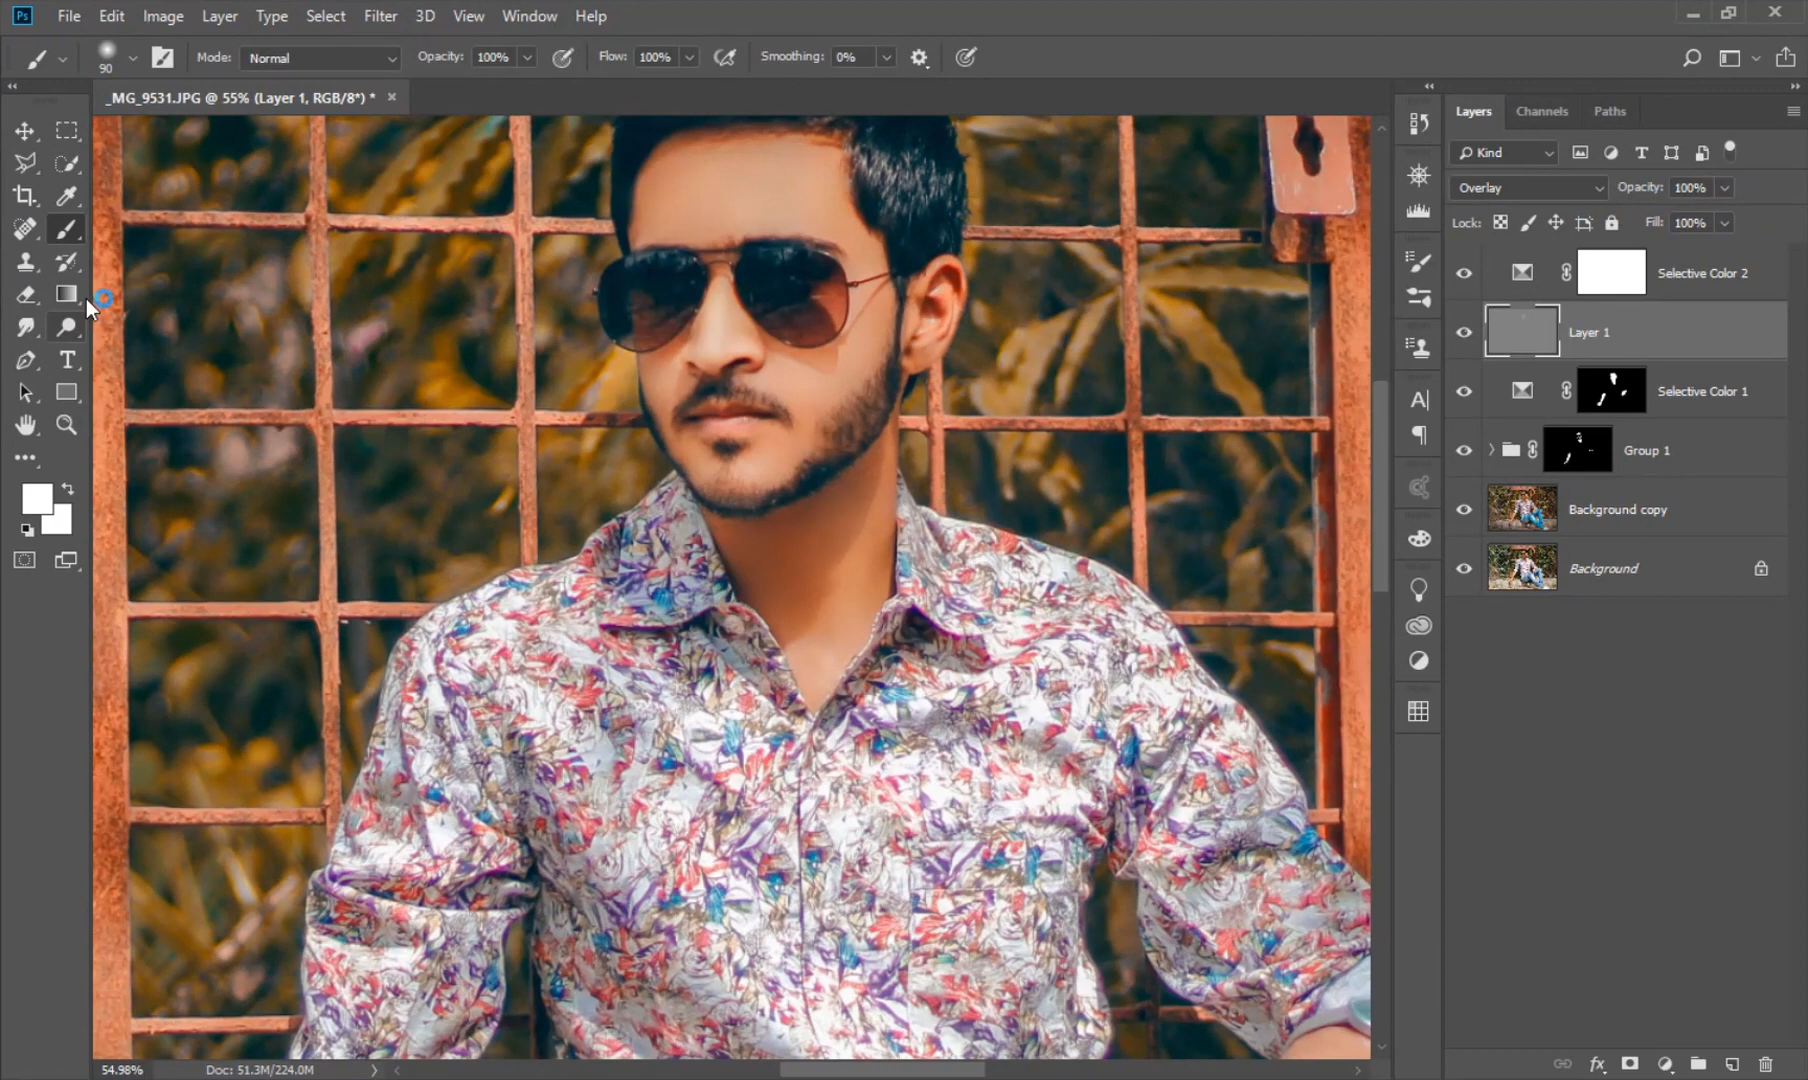 Ps File Edit Image Layer Type Select Filter 3D View Window Help
90 Mode: Normal Opacity: 100% Flow: 100% Smoothing: 0%
_MG_9531.JPG @ 55% (Layer 1, RGB/8*) *
Layers Channels Paths
Kind
Overlay Opacity: 100%
Lock: Fill: 100%
Selective Color 2
Layer 1
Selective Color 1
Group 1
Background copy
Background
54.98% Doc: 51.3M/224.0M